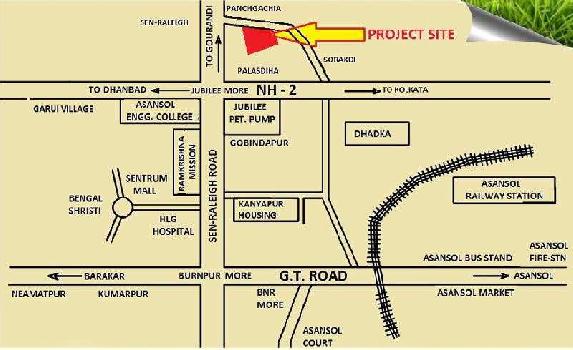 PANCHGACHIA
SEN-RALEIGH
TO GOURANDI
PROJECT SITE
SOBAKDI
PALASDIHA
TO DHANBAD
JUBILEE MORE
NH - 2
TO KOLKATA
GARUI VILLAGE
ASANSOL
ENGG. COLLEGE
JUBILEE
PET. PUMP
GOBINDAPUR
DHADKA
RAMKRISHNA
MISSION
SENTRUM
MALL
BENGAL
SHRISTI
HLG
HOSPITAL
SEN-RALEIGH ROAD
KANYAPUR
HOUSING
ASANSOL
RAILWAY STATION
ASANSOL BUS STAND
ASANSOL
FIRE-STN
BARAKAR
BURNPUR MORE
G.T. ROAD
ASANSOL
NEAMATPUR
KUMARPUR
BNR
MORE
ASANSOL MARKET
ASANSOL
COURT